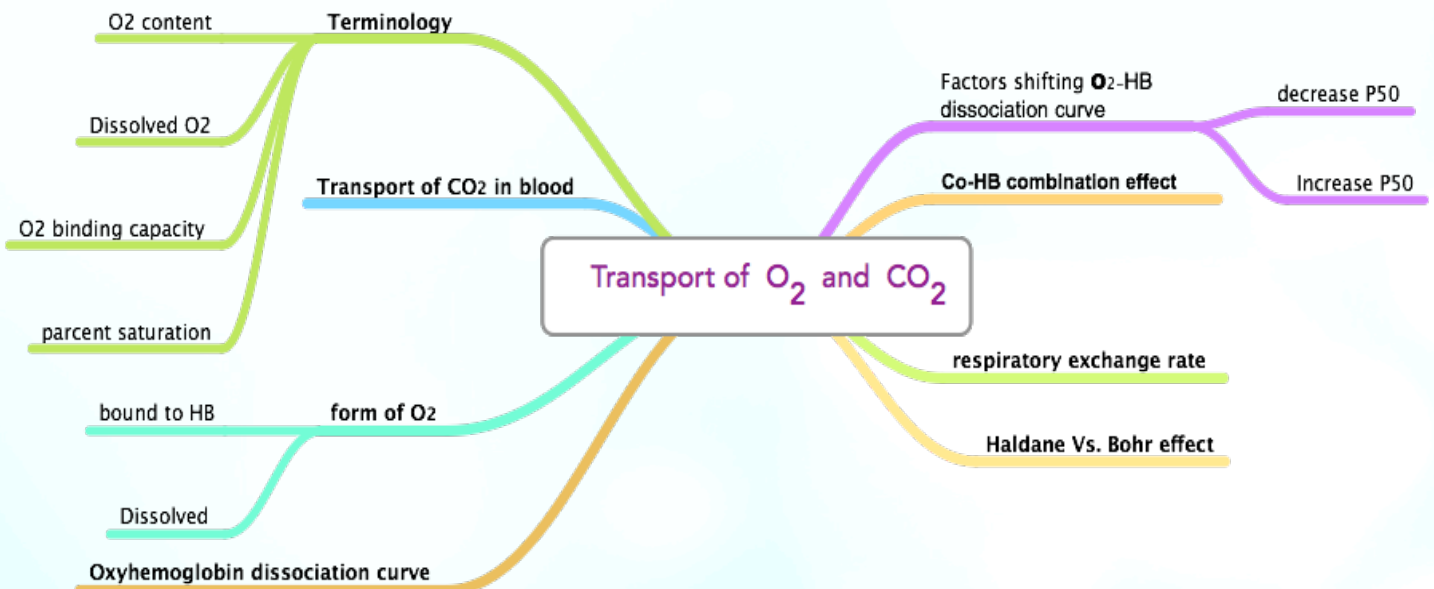 O2 content
Terminology
Dissolved O2
O2 binding capacity
parcent saturation
Transport of CO2 in blood
bound to HB
form of O2
Dissolved
Oxyhemoglobin dissociation curve
Transport of O2 and CO2
Factors shifting O2-HB
dissociation curve
decrease P50
Increase P50
Co-HB combination effect
respiratory exchange rate
Haldane Vs. Bohr effect